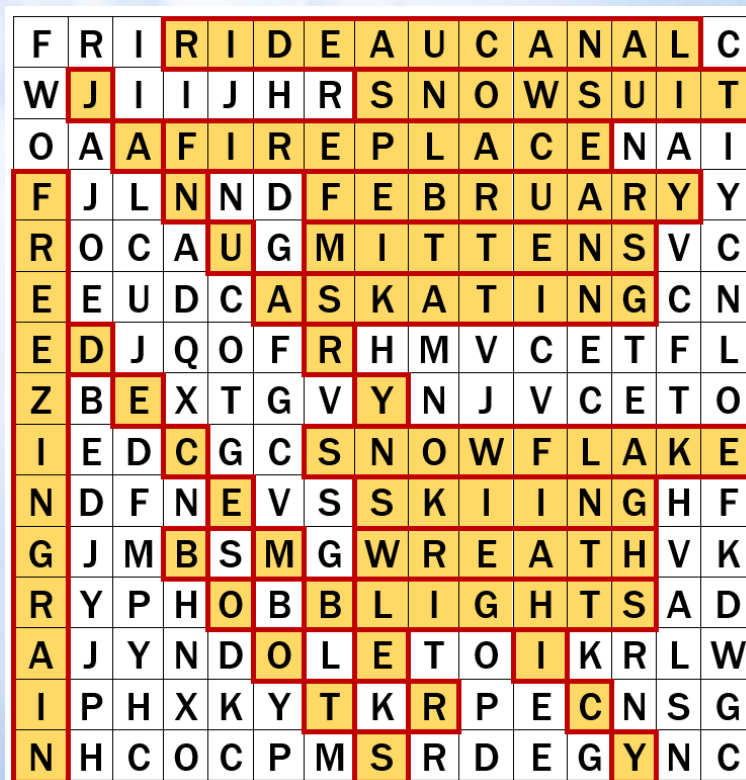 F R I R I D E A U C A N A L C
W J I I J H R S N O W S U I T
O A A F I R E P L A C E N A I
F J L N N D F E B R U A R Y Y
R O C A U G M I T T E N S V C
E E U D C A S K A T I N G C N
E D J Q O F R H M V C E T F L
Z B E X T G V Y N J V C E T O
I E D C G C S N O W F L A K E
N D F N E V S S K I I N G H F
G J M B S M G W R E A T H V K
R Y P H O B B L I G H T S A D
A J Y N D O L E T O I K R L W
I P H X K Y T K R P E C N S G
N H C O C P M S R D E G Y N C